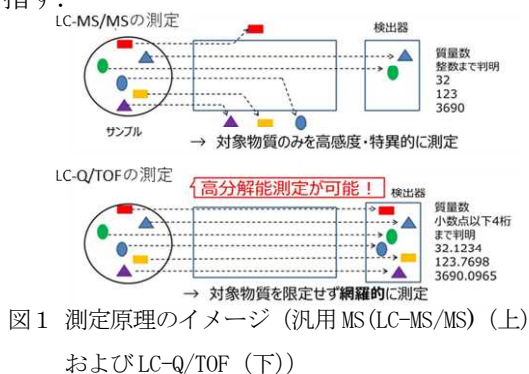 指す．
LC-MS/MSの測定
検出器
質量数
整数まで判明
32
123
3690
サンプル
→ 対象物質のみを高感度・特異的に測定
LC-Q/TOFの測定
高分解能測定が可能！
検出器
質量数
小数点以下4桁
まで判明
32.1234
123.7698
3690.0965
→ 対象物質を限定せず網羅的に測定
図１ 測定原理のイメージ（汎用 MS(LC-MS/MS)（上）
および LC-Q/TOF（下））